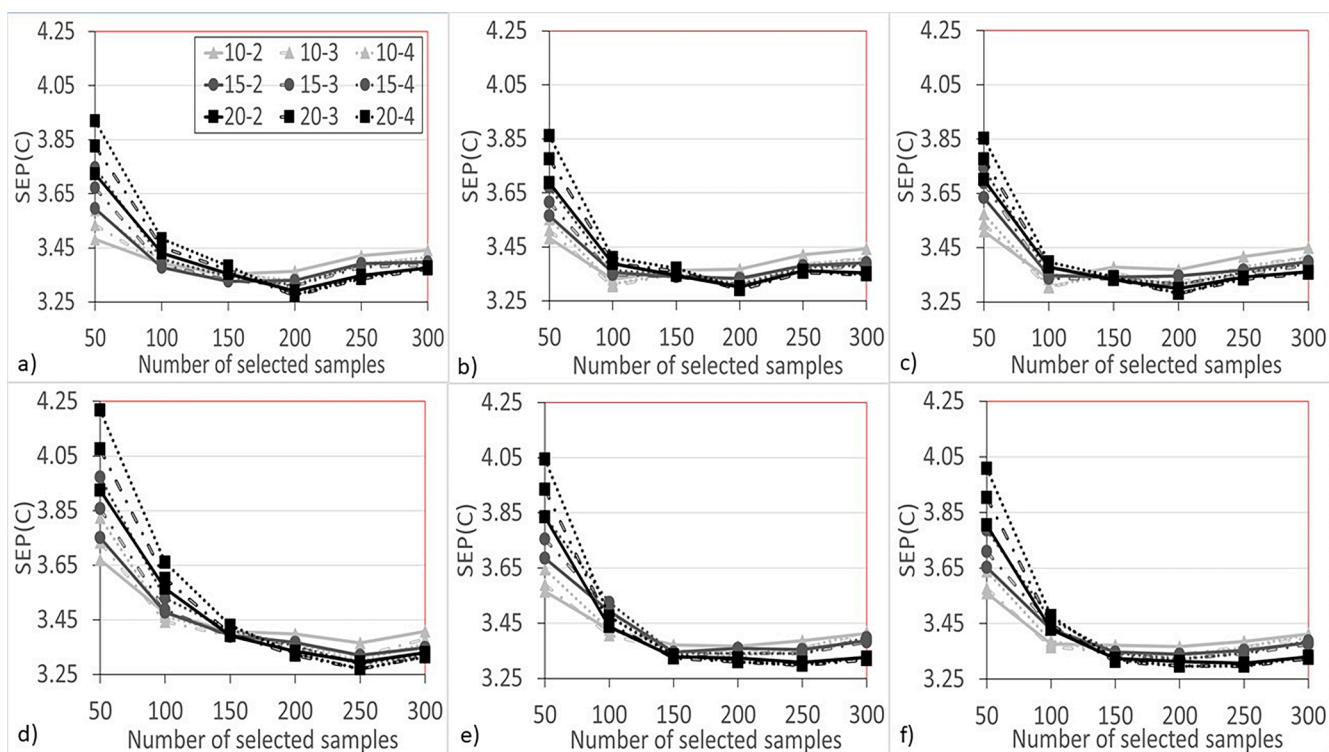 4.25
4.05
3.85
3.65
3.45
3.25
SEP(C)
10-2 10-3 10-4
15-2 15-3 15-4
20-2 20-3 20-4
50 100 150 200 250 300
a) Number of selected samples
4.25
4.05
3.85
3.65
3.45
3.25
SEP(C)
50 100 150 200 250 300
b) Number of selected samples
4.25
4.05
3.85
3.65
3.45
3.25
SEP(C)
50 100 150 200 250 300
c) Number of selected samples
4.25
4.05
3.85
3.65
3.45
3.25
SEP(C)
50 100 150 200 250 300
d) Number of selected samples
4.25
4.05
3.85
3.65
3.45
3.25
SEP(C)
50 100 150 200 250 300
e) Number of selected samples
4.25
4.05
3.85
3.65
3.45
3.25
SEP(C)
50 100 150 200 250 300
f) Number of selected samples